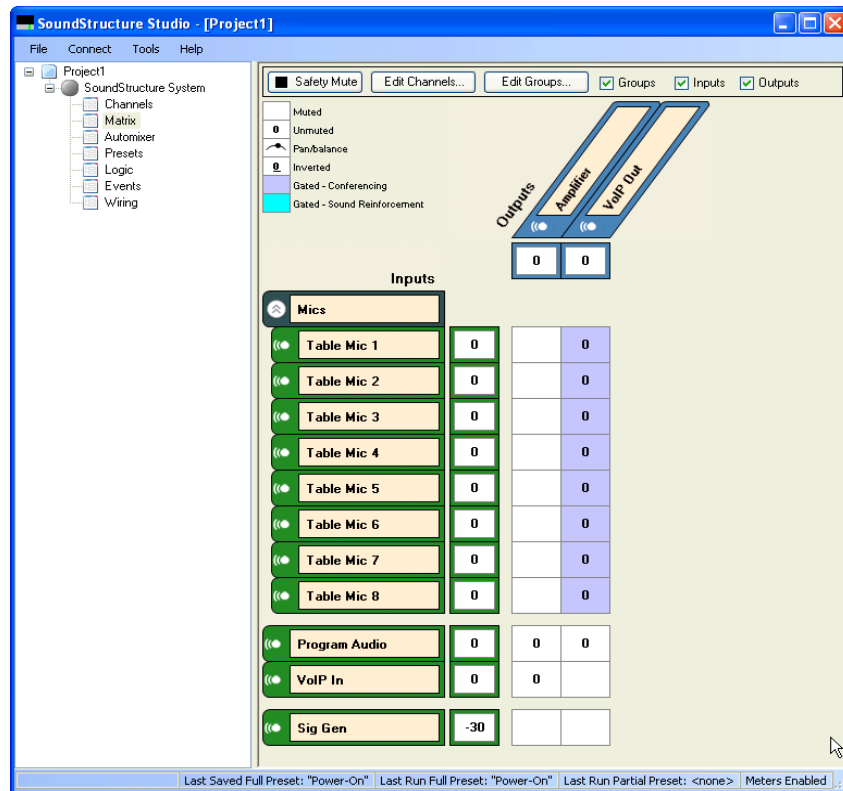 SoundStructure Studio - [Project1]
File Connect Tools Help
Project1
SoundStructure System
Channels
Matrix
Automixer
Presets
Logic
Events
Wiring
Safety Mute Edit Channels... Edit Groups... Groups Inputs Outputs
Muted
0 Unmuted
Pan/balance
0 Inverted
Gated - Conferencing
Gated - Sound Reinforcement
Outputs
Amplifier
VoIP Out
0 0
Inputs
Mics
Table Mic 1 0 0
Table Mic 2 0 0
Table Mic 3 0 0
Table Mic 4 0 0
Table Mic 5 0 0
Table Mic 6 0 0
Table Mic 7 0 0
Table Mic 8 0 0
Program Audio 0 0 0
VoIP In 0 0
Sig Gen -30
Last Saved Full Preset: "Power-On" Last Run Full Preset: "Power-On" Last Run Partial Preset: <none> Meters Enabled